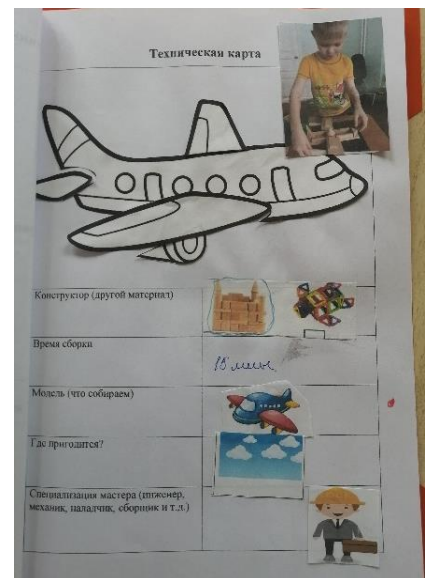 Техническая карта
Конструктор (другой материал)
Время сборки
10 мин.
Модель (что собираем)
Где пригодится?
Специализация мастера (инженер,
механик, наладчик, сборщик и т.д.)